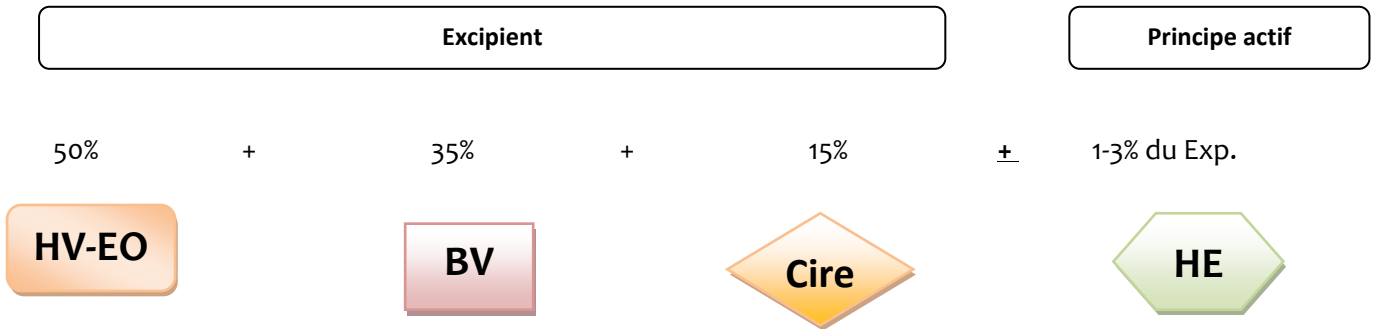 Excipient Principe actif
50% + 35% + 15% + 1-3% du Exp.
HV-EO BV Cire HE